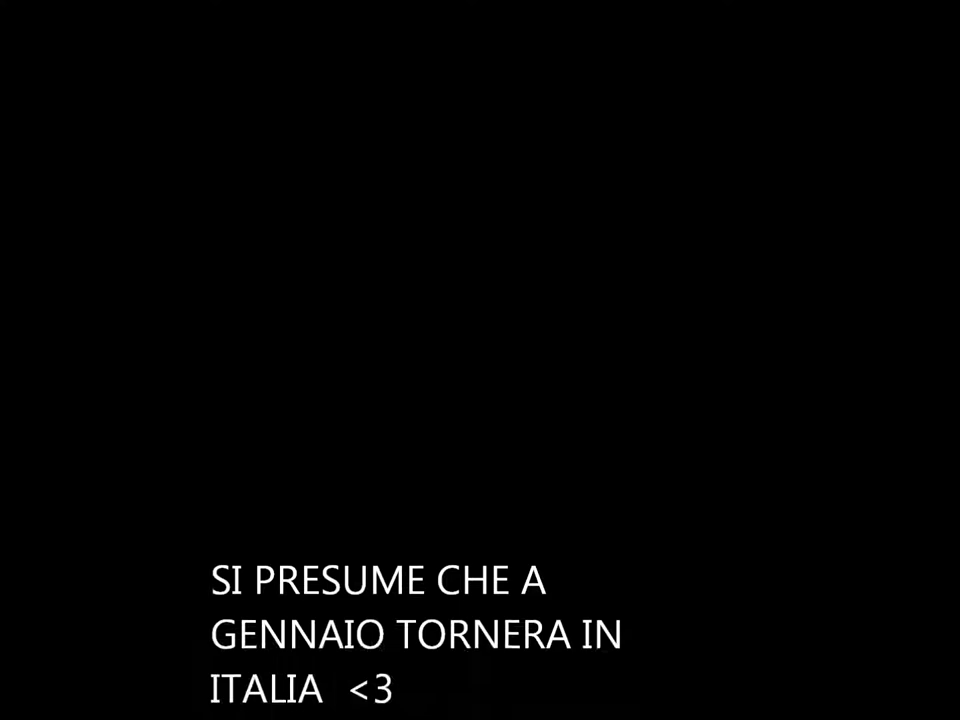 SI PRESUME CHE A
GENNAIO TORNERA IN
ITALIA <3